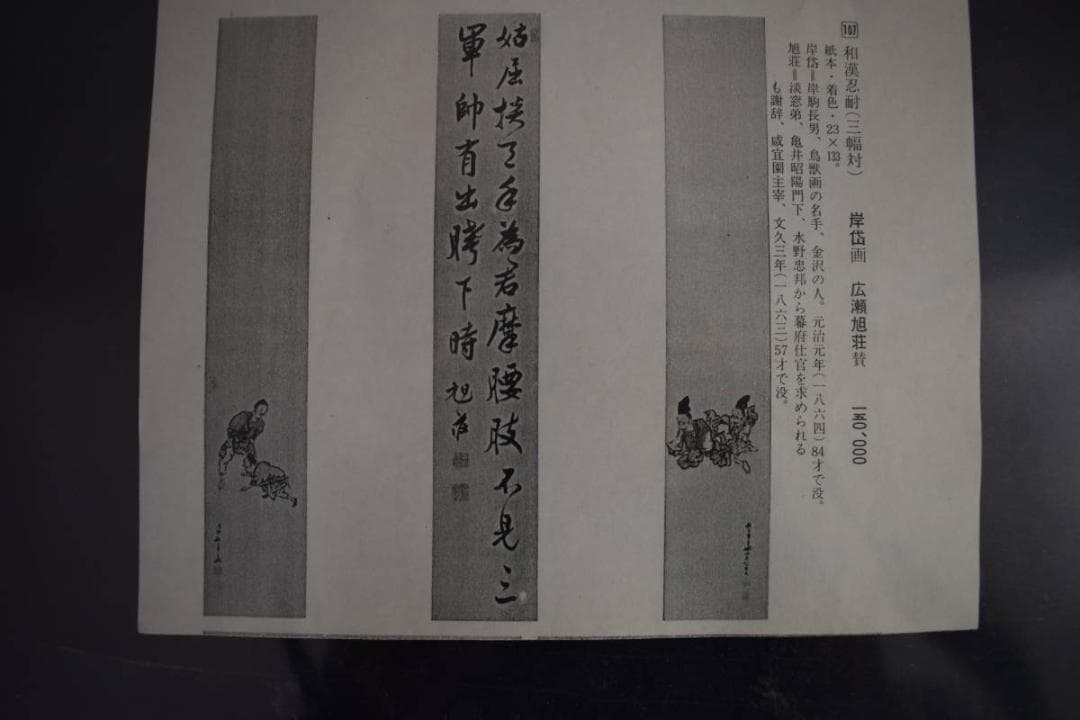 107 和漢忍耐(三幅対) 岸岱画 広瀬旭荘賛 一五〇、〇〇〇
紙本・着色・23×133。
岸岱=岸駒長男、鳥獣画の名手、金沢の人。元治元年(一八六四)84才で没。
旭荘=淡窓弟、亀井昭陽門下、水野忠邦から幕府仕官を求められる
も謝辞、咸宜園主宰、文久三年(一八六三)57才で没。
姑屈扶天手為君摩腰肢不見三
軍帥有出胯下時 旭荘